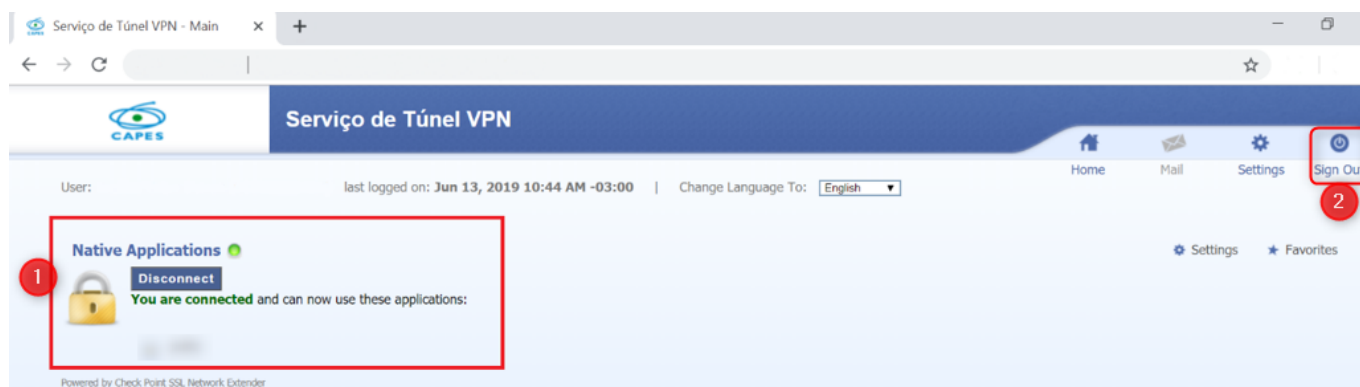 Serviço de Túnel VPN - Main
CAPES
Serviço de Túnel VPN
Home Mail Settings Sign Out
User: last logged on: Jun 13, 2019 10:44 AM -03:00 | Change Language To: English
2
Native Applications
Settings Favorites
1
Disconnect
You are connected and can now use these applications:
Powered by Check Point SSL Network Extender